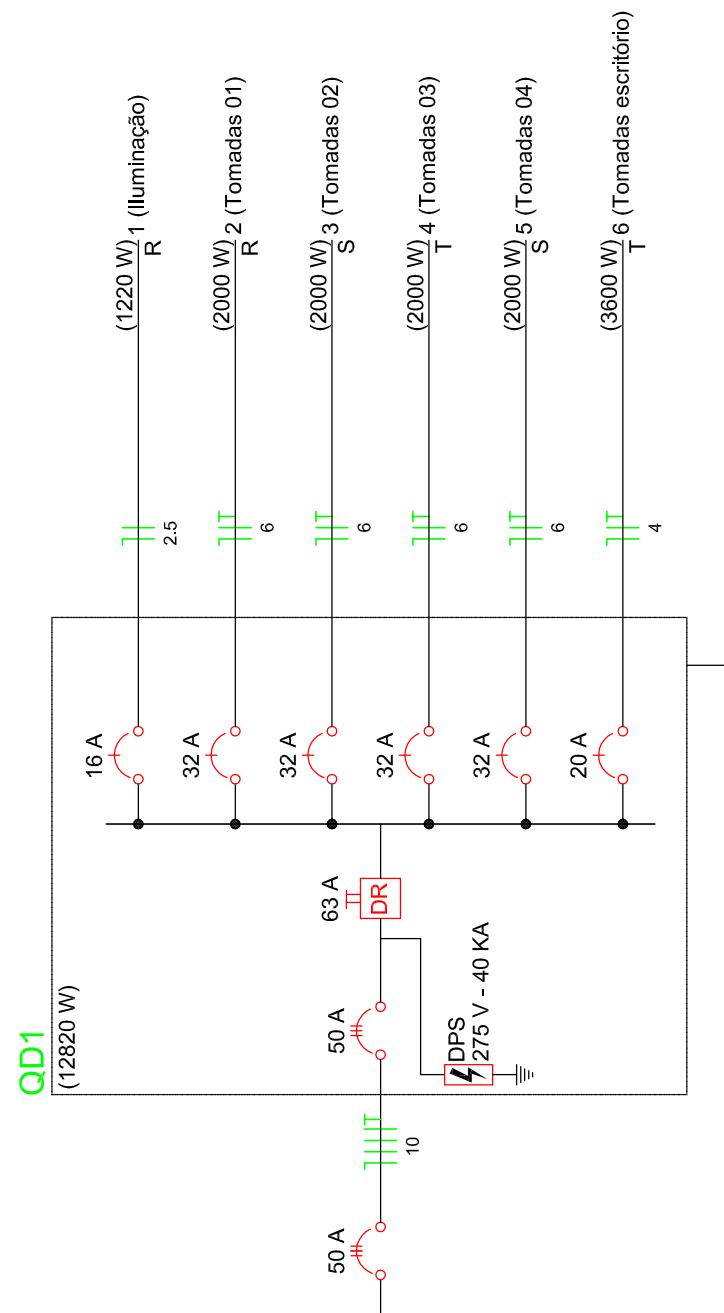 QD1
(12820 W)
50 A
10
50 A
DPS
275 V - 40 KA
63 A
DR
16 A
2.5
(1220 W) 1 (Iluminação)
R
32 A
6
(2000 W) 2 (Tomadas 01)
R
32 A
6
(2000 W) 3 (Tomadas 02)
S
32 A
6
(2000 W) 4 (Tomadas 03)
T
32 A
6
(2000 W) 5 (Tomadas 04)
S
20 A
4
(3600 W) 6 (Tomadas escritório)
T